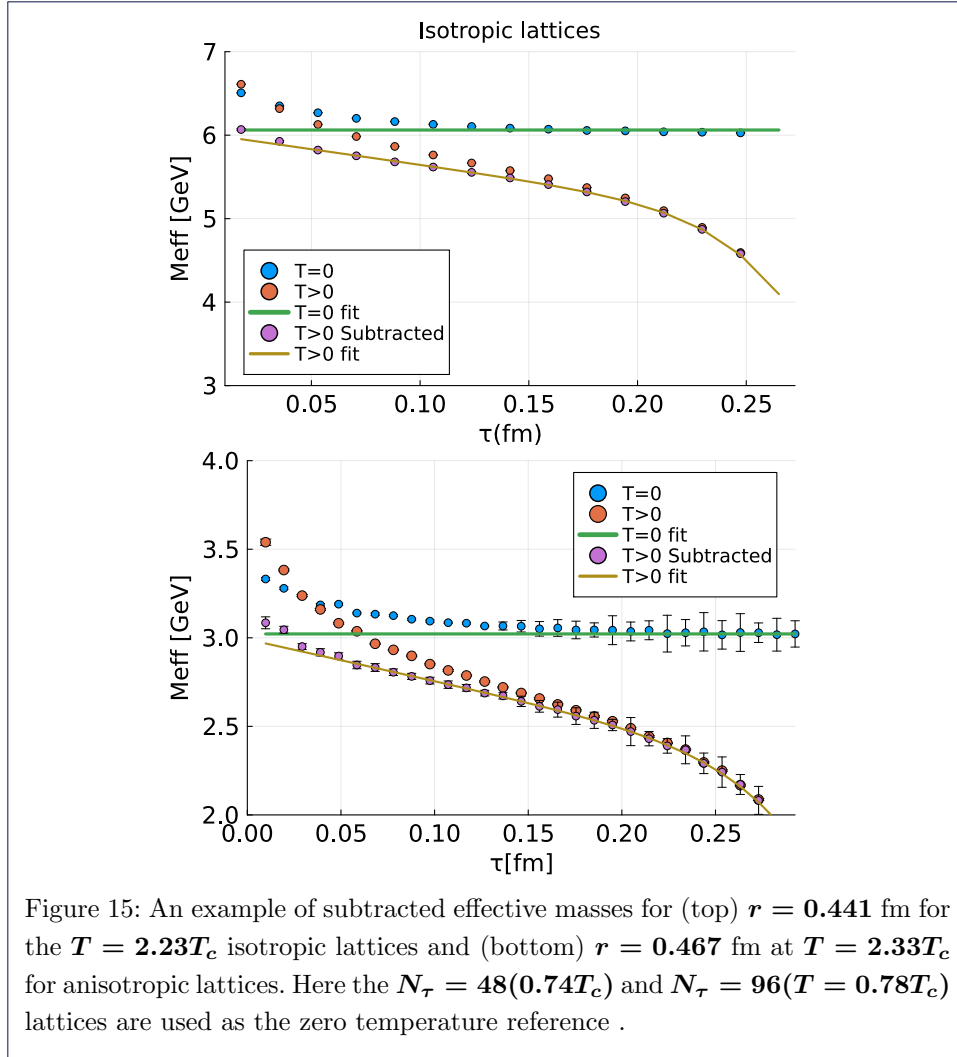 Isotropic lattices
7
6
5
4
3
Meff [GeV]
T=0
T>0
T=0 fit
T>0 Subtracted
T>0 fit
0.05 0.10 0.15 0.20 0.25
τ(fm)
4.0
3.5
3.0
2.5
2.0
Meff [GeV]
T=0
T>0
T=0 fit
T>0 Subtracted
T>0 fit
0.00 0.05 0.10 0.15 0.20 0.25
τ[fm]
Figure 15: An example of subtracted effective masses for (top) r = 0.441 fm for
the T = 2.23T_c isotropic lattices and (bottom) r = 0.467 fm at T = 2.33T_c
for anisotropic lattices. Here the N_τ = 48(0.74T_c) and N_τ = 96(T = 0.78T_c)
lattices are used as the zero temperature reference .